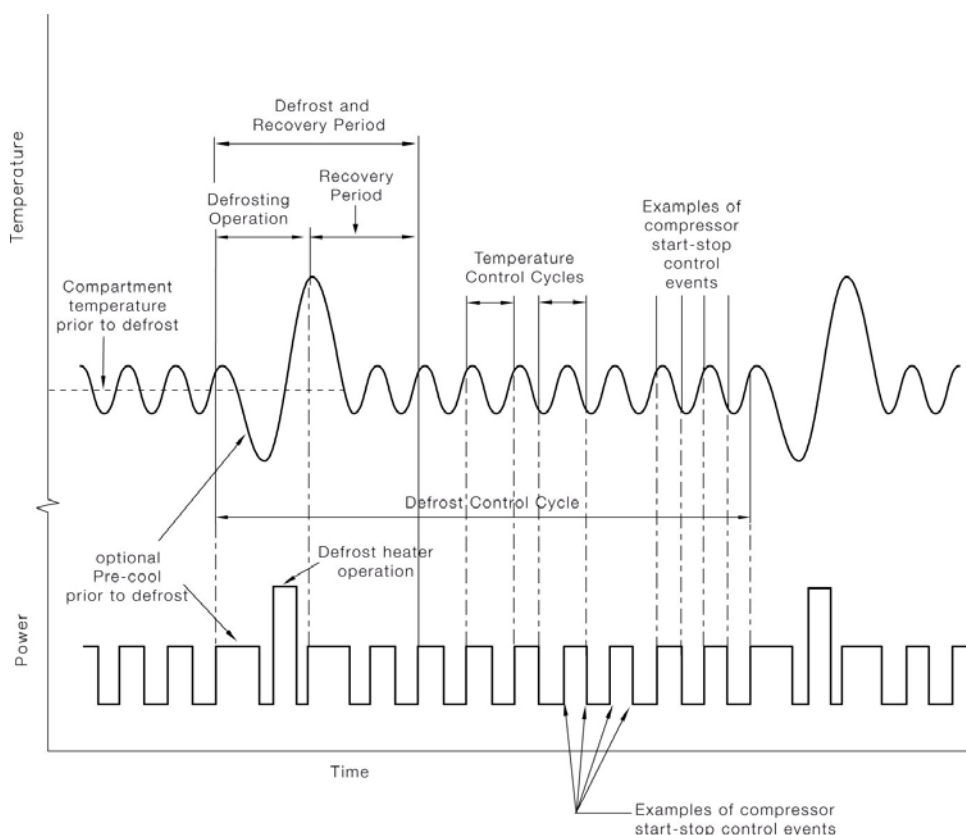 Defrost and
Recovery Period
Recovery
Period
Defrosting
Operation
Examples of
compressor
start-stop
control
events
Temperature
Control Cycles
Temperature
Compartment
temperature
prior to defrost
Defrost Control Cycle
Defrost heater
operation
optional
Pre-cool
prior to defrost
Power
Time
Examples of compressor
start-stop control events